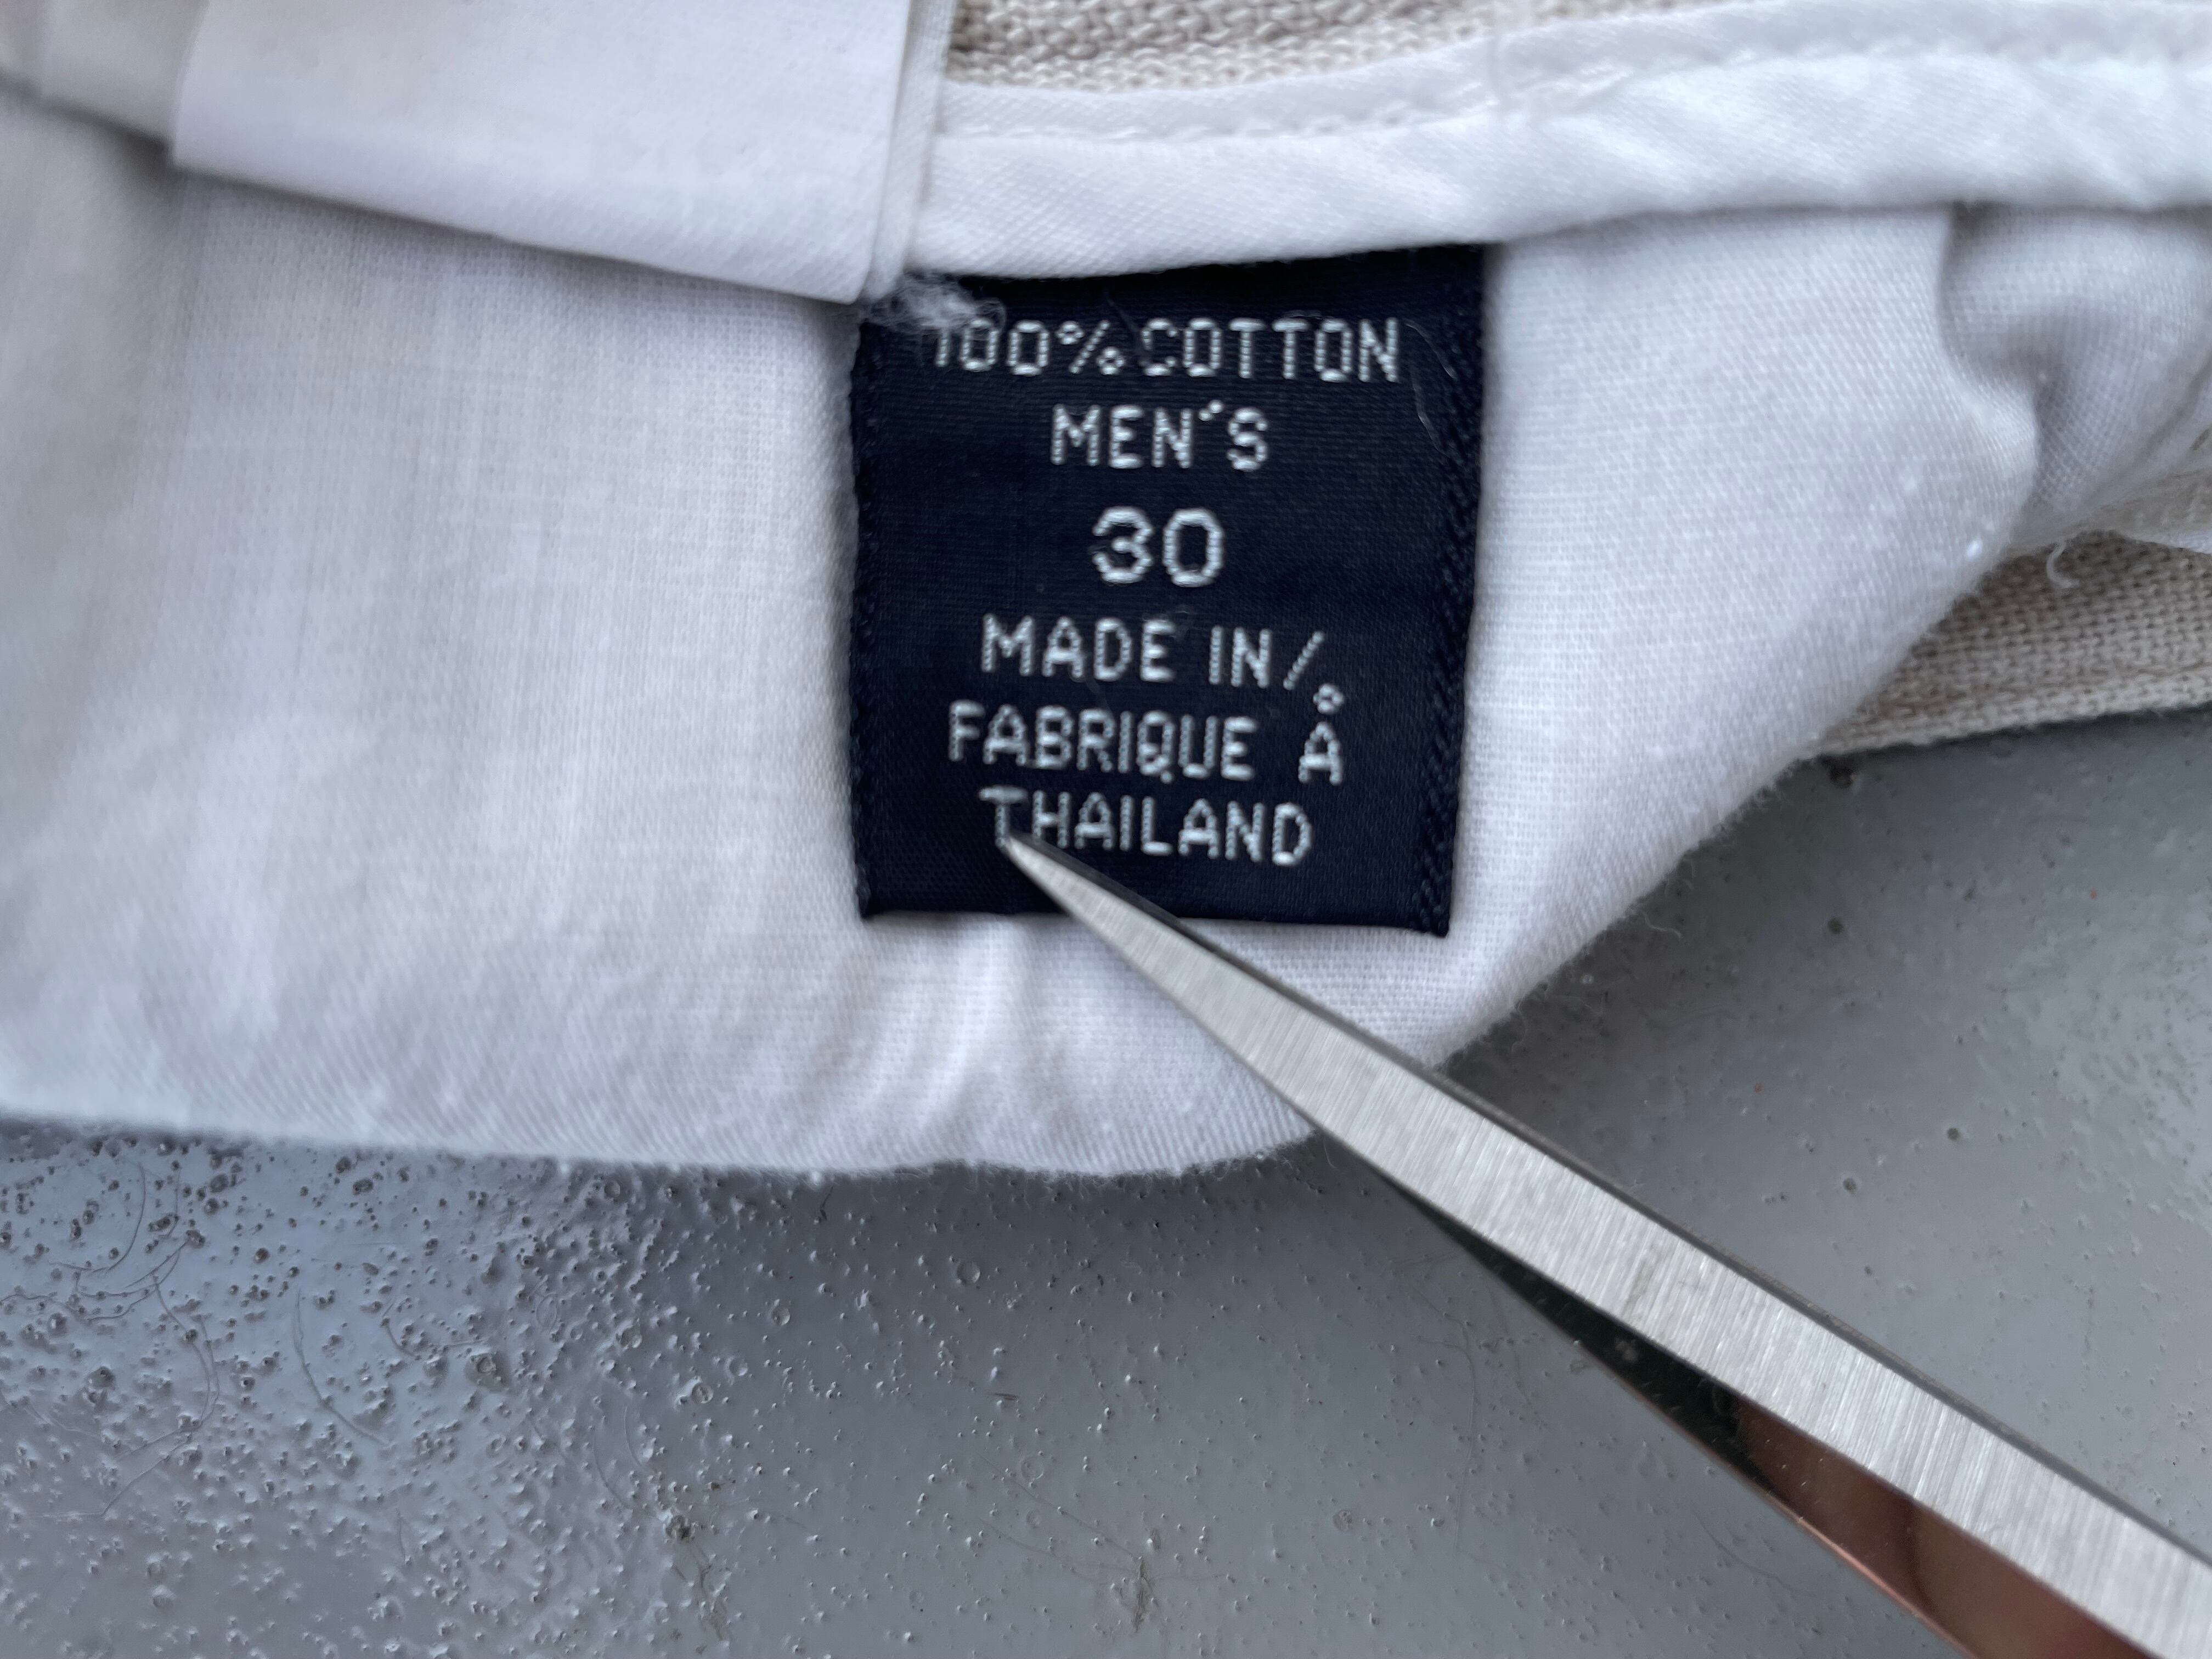 100% COTTON
MEN'S
30
MADE IN/
FABRIQUE Å
THAILAND